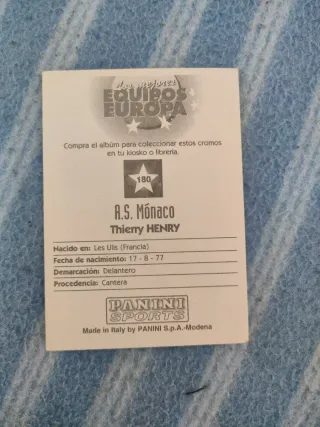 Los mejores
EQUIPOS
EUROPA
Compra el albúm para coleccionar estos cromos
en tu kiosko o librería.
180
A.S. Mónaco
Thierry HENRY
Nacido en: Les Ulis (Francia)
Fecha de nacimiento: 17 - 8 - 77
Demarcación: Delantero
Procedencia: Cantera
PANINI
SPORTS
Made in Italy by PANINI S.p.A.-Modena